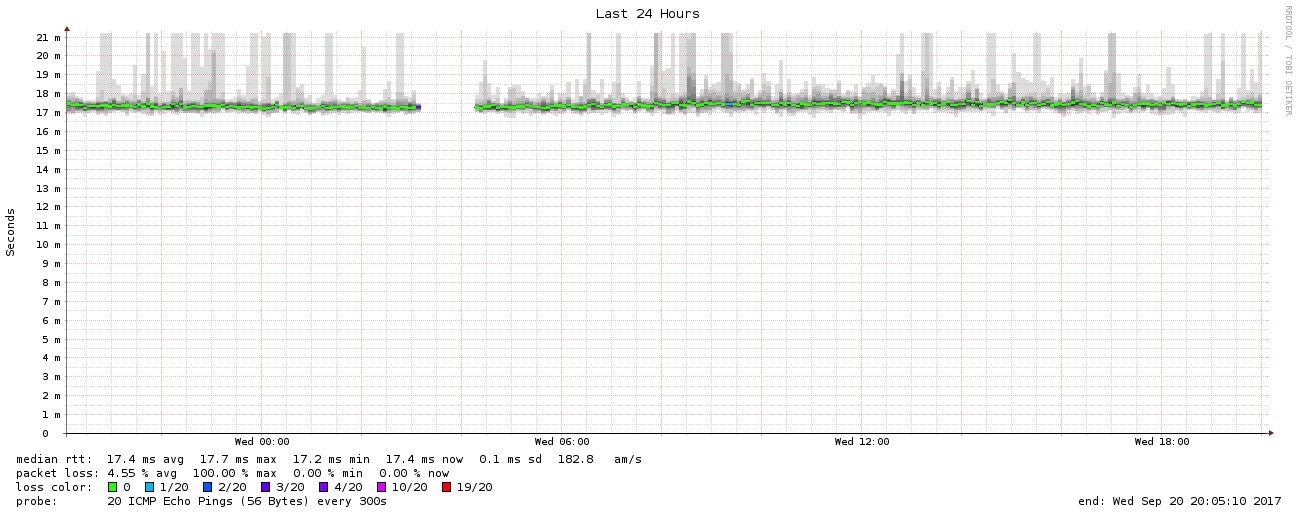 Last 24 Hours
RRDTOOL / TOBI OETIKER
21 m
20 m
19 m
18 m
17 m
16 m
15 m
14 m
13 m
12 m
11 m
10 m
9 m
8 m
7 m
6 m
5 m
4 m
3 m
2 m
1 m
0
Seconds
Wed 00:00 Wed 06:00 Wed 12:00 Wed 18:00
median rtt: 17.4 ms avg 17.7 ms max 17.2 ms min 17.4 ms now 0.1 ms sd 182.8 am/s
packet loss: 4.55 % avg 100.00 % max 0.00 % min 0.00 % now
loss color: 0 1/20 2/20 3/20 4/20 10/20 19/20
probe: 20 ICMP Echo Pings (56 Bytes) every 300s end: Wed Sep 20 20:05:10 2017